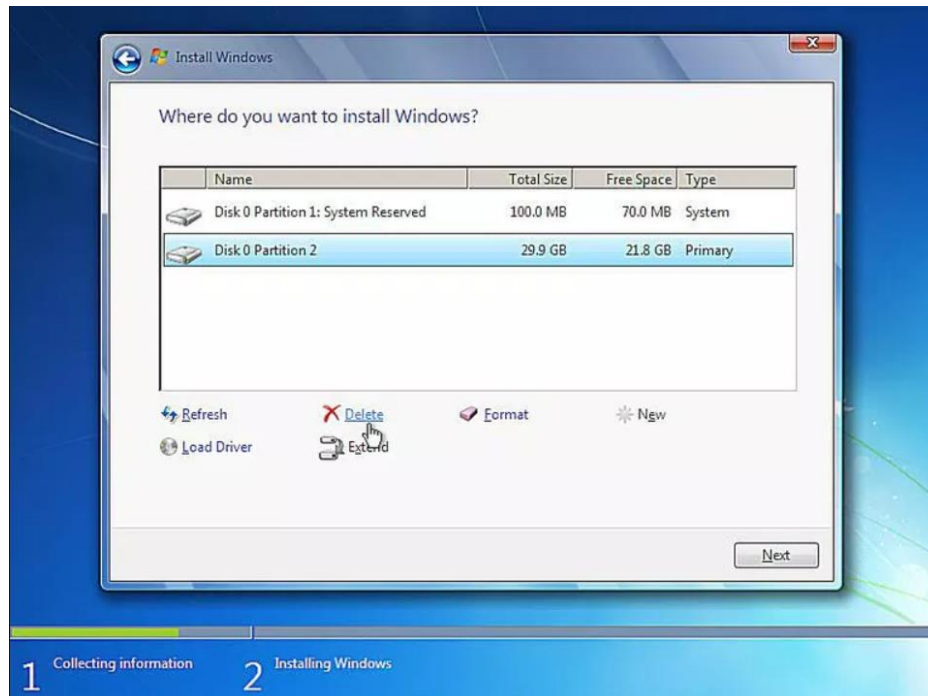 Install Windows
Where do you want to install Windows?
Name Total Size Free Space Type
Disk 0 Partition 1: System Reserved 100.0 MB 70.0 MB System
Disk 0 Partition 2 29.9 GB 21.8 GB Primary
Refresh Delete Format New
Load Driver Extend
Next
1 Collecting information 2 Installing Windows